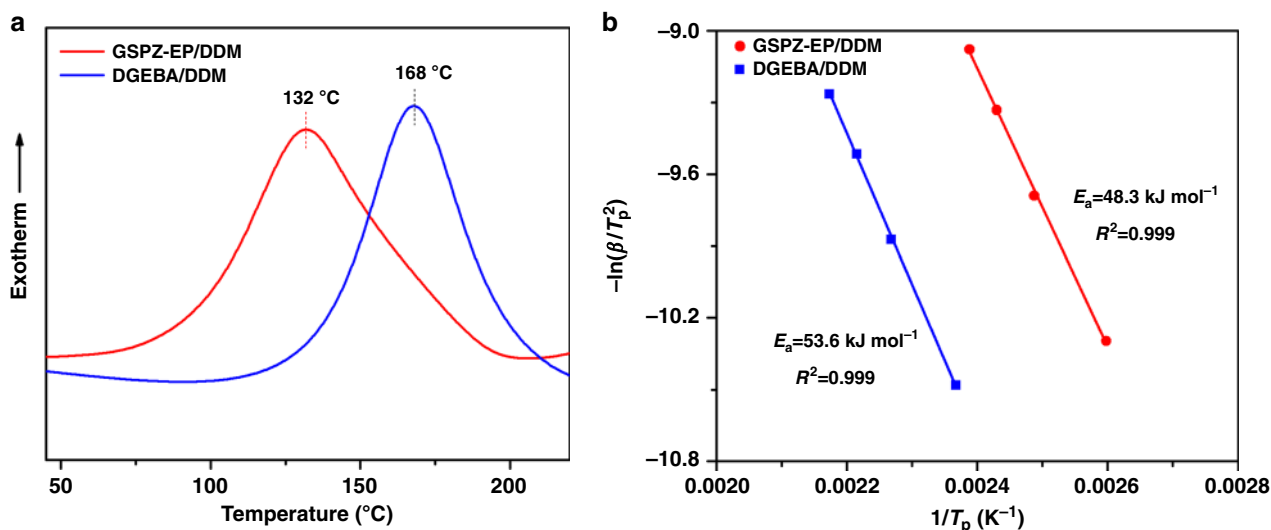 a
GSPZ-EP/DDM
DGEBA/DDM
132 °C
168 °C
Exotherm
50
100
150
200
Temperature (°C)
b
GSPZ-EP/DDM
DGEBA/DDM
−9.0
−9.6
−10.2
−10.8
−ln(β/Tp²)
Ea=48.3 kJ mol⁻¹
R²=0.999
Ea=53.6 kJ mol⁻¹
R²=0.999
0.0020
0.0022
0.0024
0.0026
0.0028
1/Tp (K⁻¹)